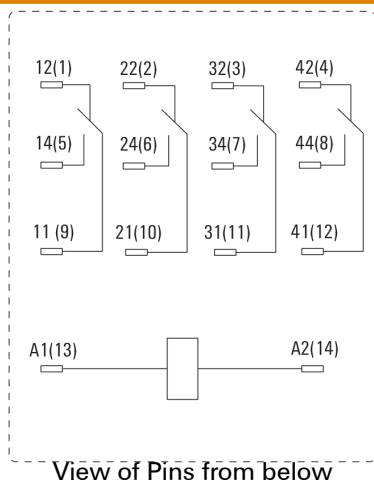 12(1) 22(2) 32(3) 42(4)
14(5) 24(6) 34(7) 44(8)
11 (9) 21(10) 31(11) 41(12)
A1(13) A2(14)
View of Pins from below